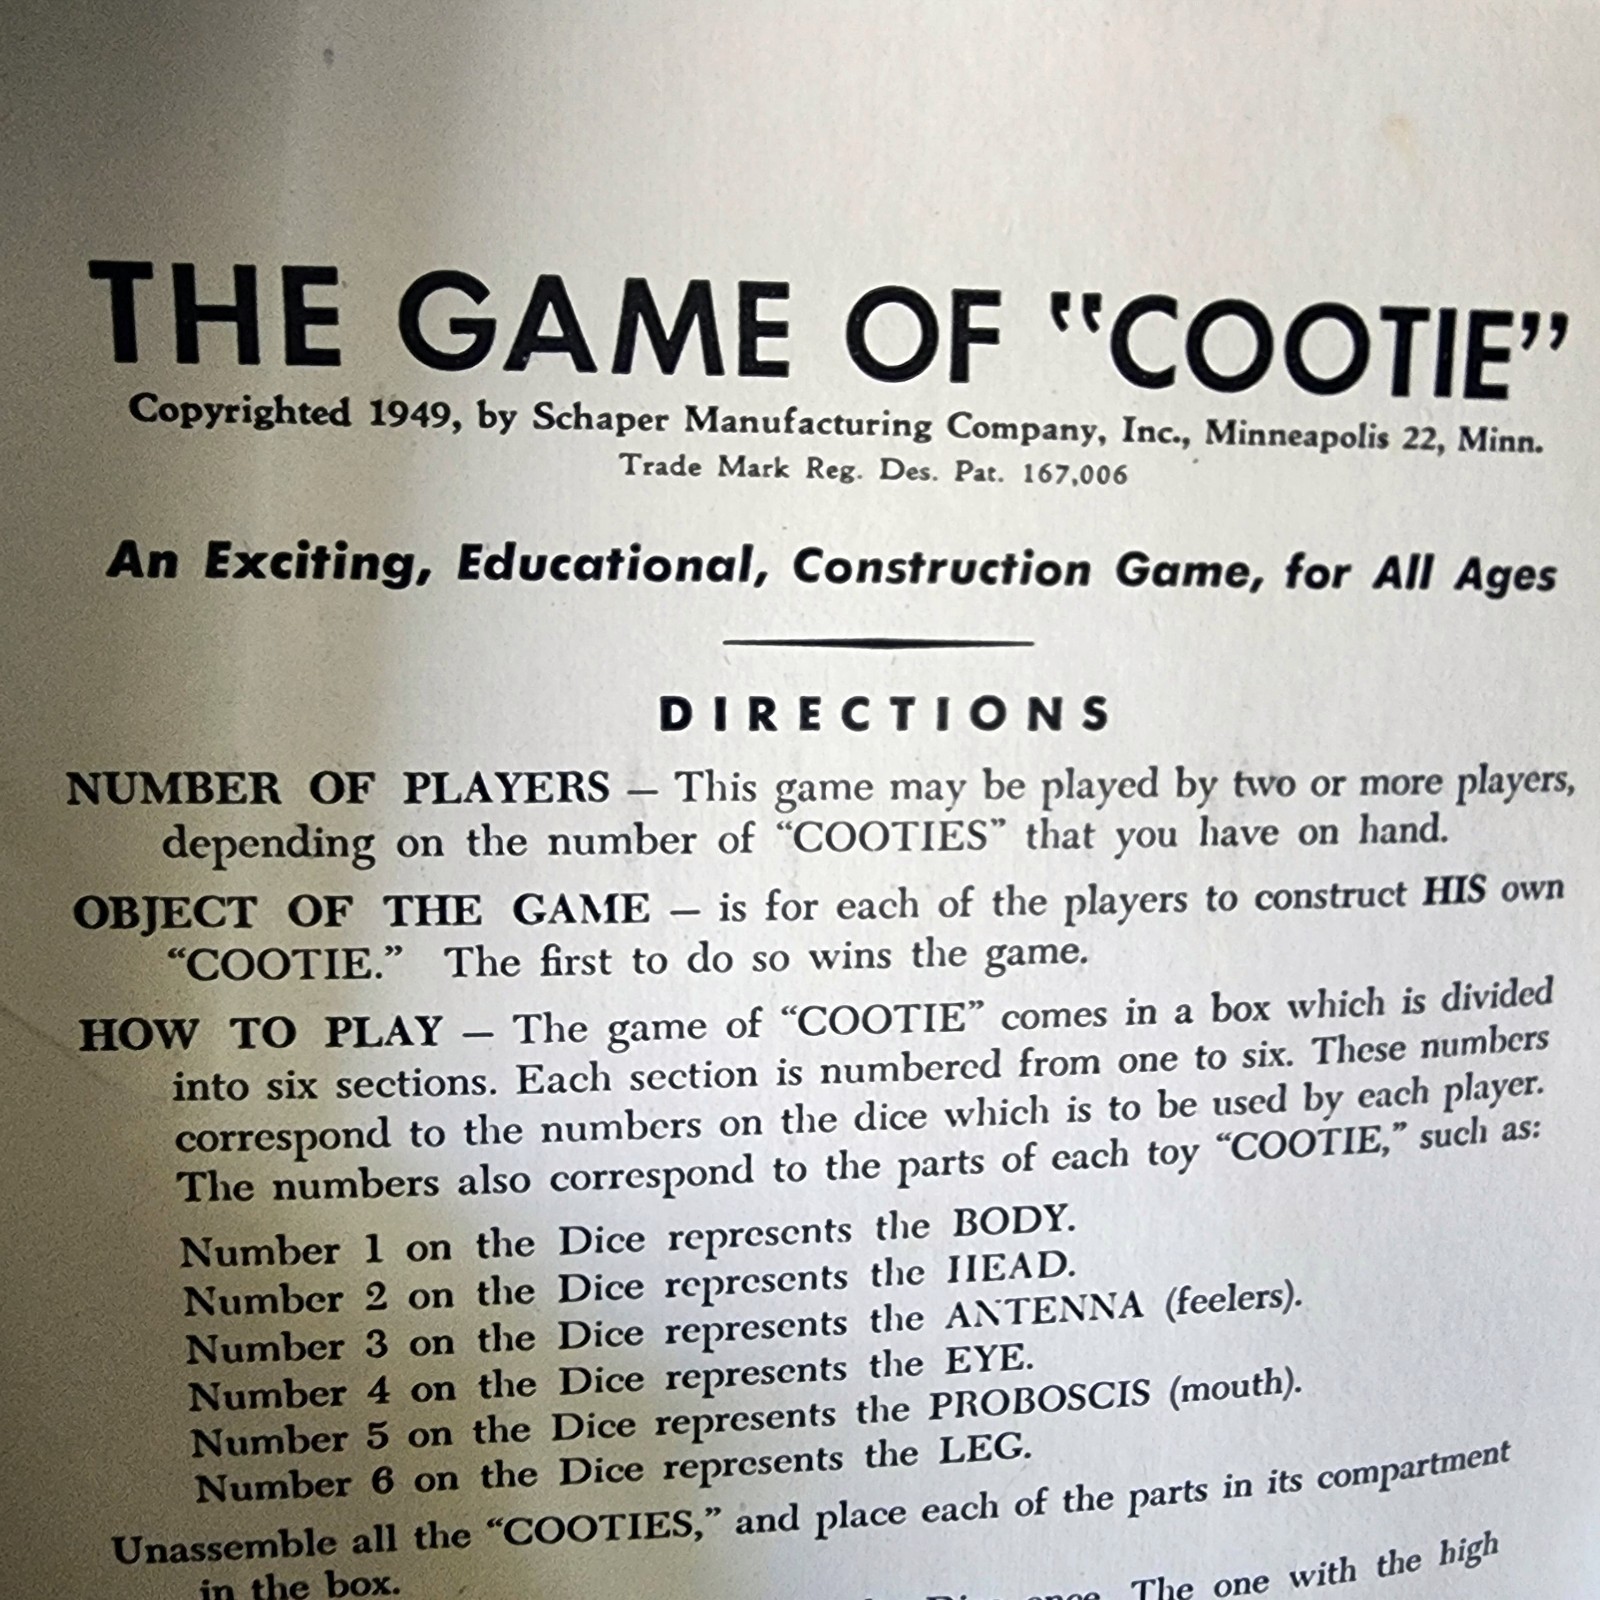 THE GAME OF "COOTIE"
Copyrighted 1949, by Schaper Manufacturing Company, Inc., Minneapolis 22, Minn.
Trade Mark Reg. Des. Pat. 167,006
An Exciting, Educational, Construction Game, for All Ages
DIRECTIONS
NUMBER OF PLAYERS — This game may be played by two or more players,
depending on the number of “COOTIES” that you have on hand.
OBJECT OF THE GAME — is for each of the players to construct HIS own
“COOTIE.” The first to do so wins the game.
HOW TO PLAY — The game of “COOTIE” comes in a box which is divided
into six sections. Each section is numbered from one to six. These numbers
correspond to the numbers on the dice which is to be used by each player.
The numbers also correspond to the parts of each toy “COOTIE,” such as:
Number 1 on the Dice represents the BODY.
Number 2 on the Dice represents the HEAD.
Number 3 on the Dice represents the ANTENNA (feelers).
Number 4 on the Dice represents the EYE.
Number 5 on the Dice represents the PROBOSCIS (mouth).
Number 6 on the Dice represents the LEG.
Unassemble all the “COOTIES,” and place each of the parts in its compartment
in the box.
once. The one with the high